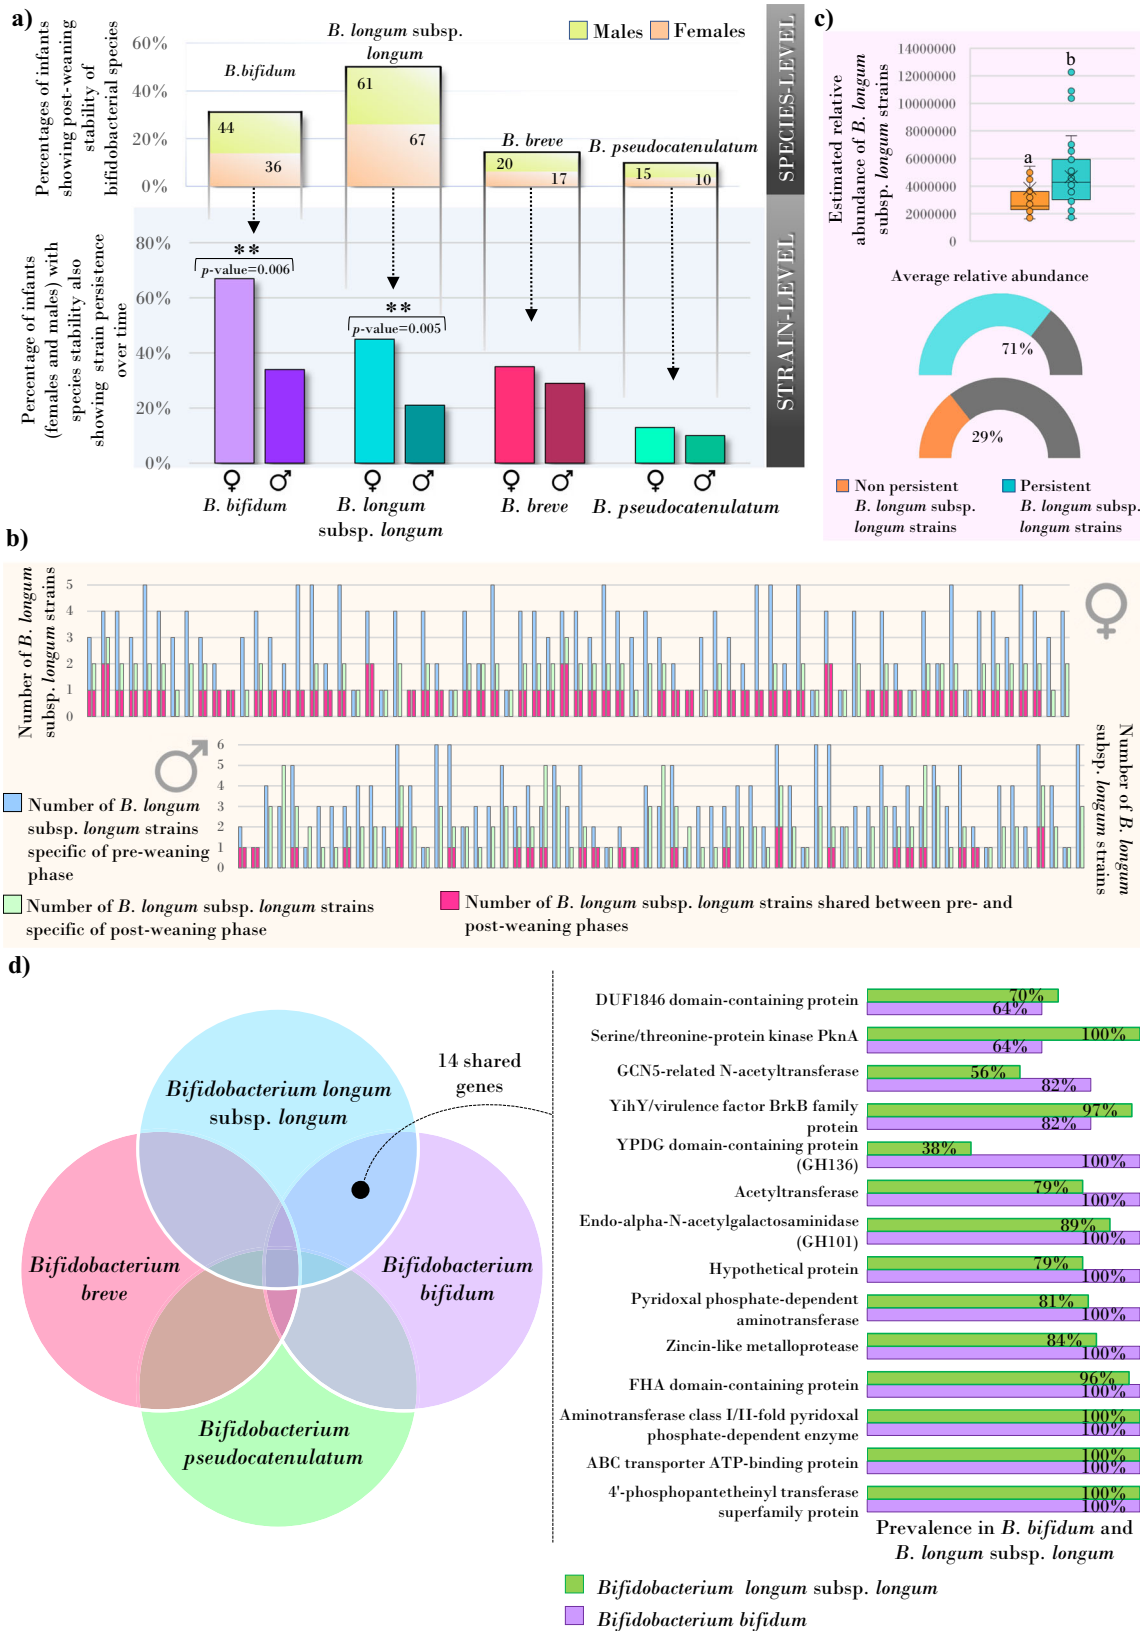 a)
Percentages of infants
showing post-weaning
stability of
bifidobacterial species
60%
40%
20%
0%
B.bifidum
44
36
B. longum subsp.
longum
61
67
B. breve
20
17
B. pseudocatenulatum
15
10
Males
Females
SPECIES-LEVEL
Percentage of infants
(females and males) with
species stability also
showing strain persistence
over time
80%
60%
40%
20%
0%
**
p-value=0.006
**
p-value=0.005
♀ ♂ ♀ ♂ ♀ ♂ ♀ ♂
B. bifidum
B. longum
subsp. longum
B. breve
B. pseudocatenulatum
STRAIN-LEVEL
c)
Estimated relative
abundance of B. longum
subsp. longum strains
14000000
12000000
10000000
8000000
6000000
4000000
2000000
0
a
b
Average relative abundance
71%
29%
Non persistent
B. longum subsp.
longum strains
Persistent
B. longum subsp.
longum strains
b)
Number of B. longum
subsp. longum strains
5
4
3
2
1
0
♀
♂
6
5
4
3
2
1
0
Number of B. longum
subsp. longum strains
Number of B. longum
subsp. longum strains
specific of pre-weaning
phase
Number of B. longum subsp. longum strains
specific of post-weaning phase
Number of B. longum subsp. longum strains shared between pre- and
post-weaning phases
d)
Bifidobacterium longum
subsp. longum
Bifidobacterium
breve
Bifidobacterium
bifidum
Bifidobacterium
pseudocatenulatum
14 shared
genes
DUF1846 domain-containing protein
70%
64%
Serine/threonine-protein kinase PknA
100%
64%
GCN5-related N-acetyltransferase
56%
82%
YihY/virulence factor BrkB family
protein
97%
82%
YPDG domain-containing protein
(GH136)
38%
100%
Acetyltransferase
79%
100%
Endo-alpha-N-acetylgalactosaminidase
(GH101)
89%
100%
Hypothetical protein
79%
100%
Pyridoxal phosphate-dependent
aminotransferase
81%
100%
Zincin-like metalloprotease
84%
100%
FHA domain-containing protein
96%
100%
Aminotransferase class I/II-fold pyridoxal
phosphate-dependent enzyme
100%
100%
ABC transporter ATP-binding protein
100%
100%
4'-phosphopantetheinyl transferase
superfamily protein
100%
100%
Prevalence in B. bifidum and
B. longum subsp. longum
Bifidobacterium longum subsp. longum
Bifidobacterium bifidum